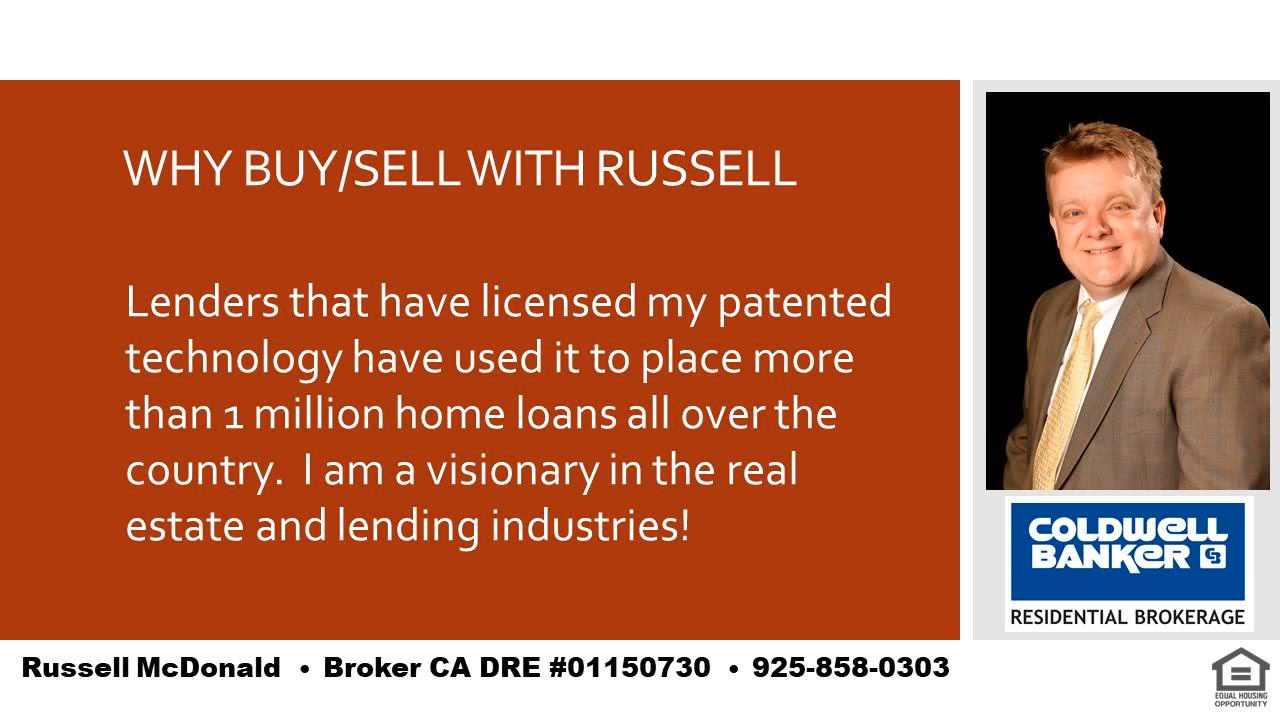 WHY BUY/SELL WITH RUSSELL
Lenders that have licensed my patented
technology have used it to place more
than 1 million home loans all over the
country.  I am a visionary in the real
estate and lending industries!
COLDWELL
BANKER CB
RESIDENTIAL BROKERAGE
Russell McDonald • Broker CA DRE #01150730 • 925-858-0303
EQUAL HOUSING
OPPORTUNITY